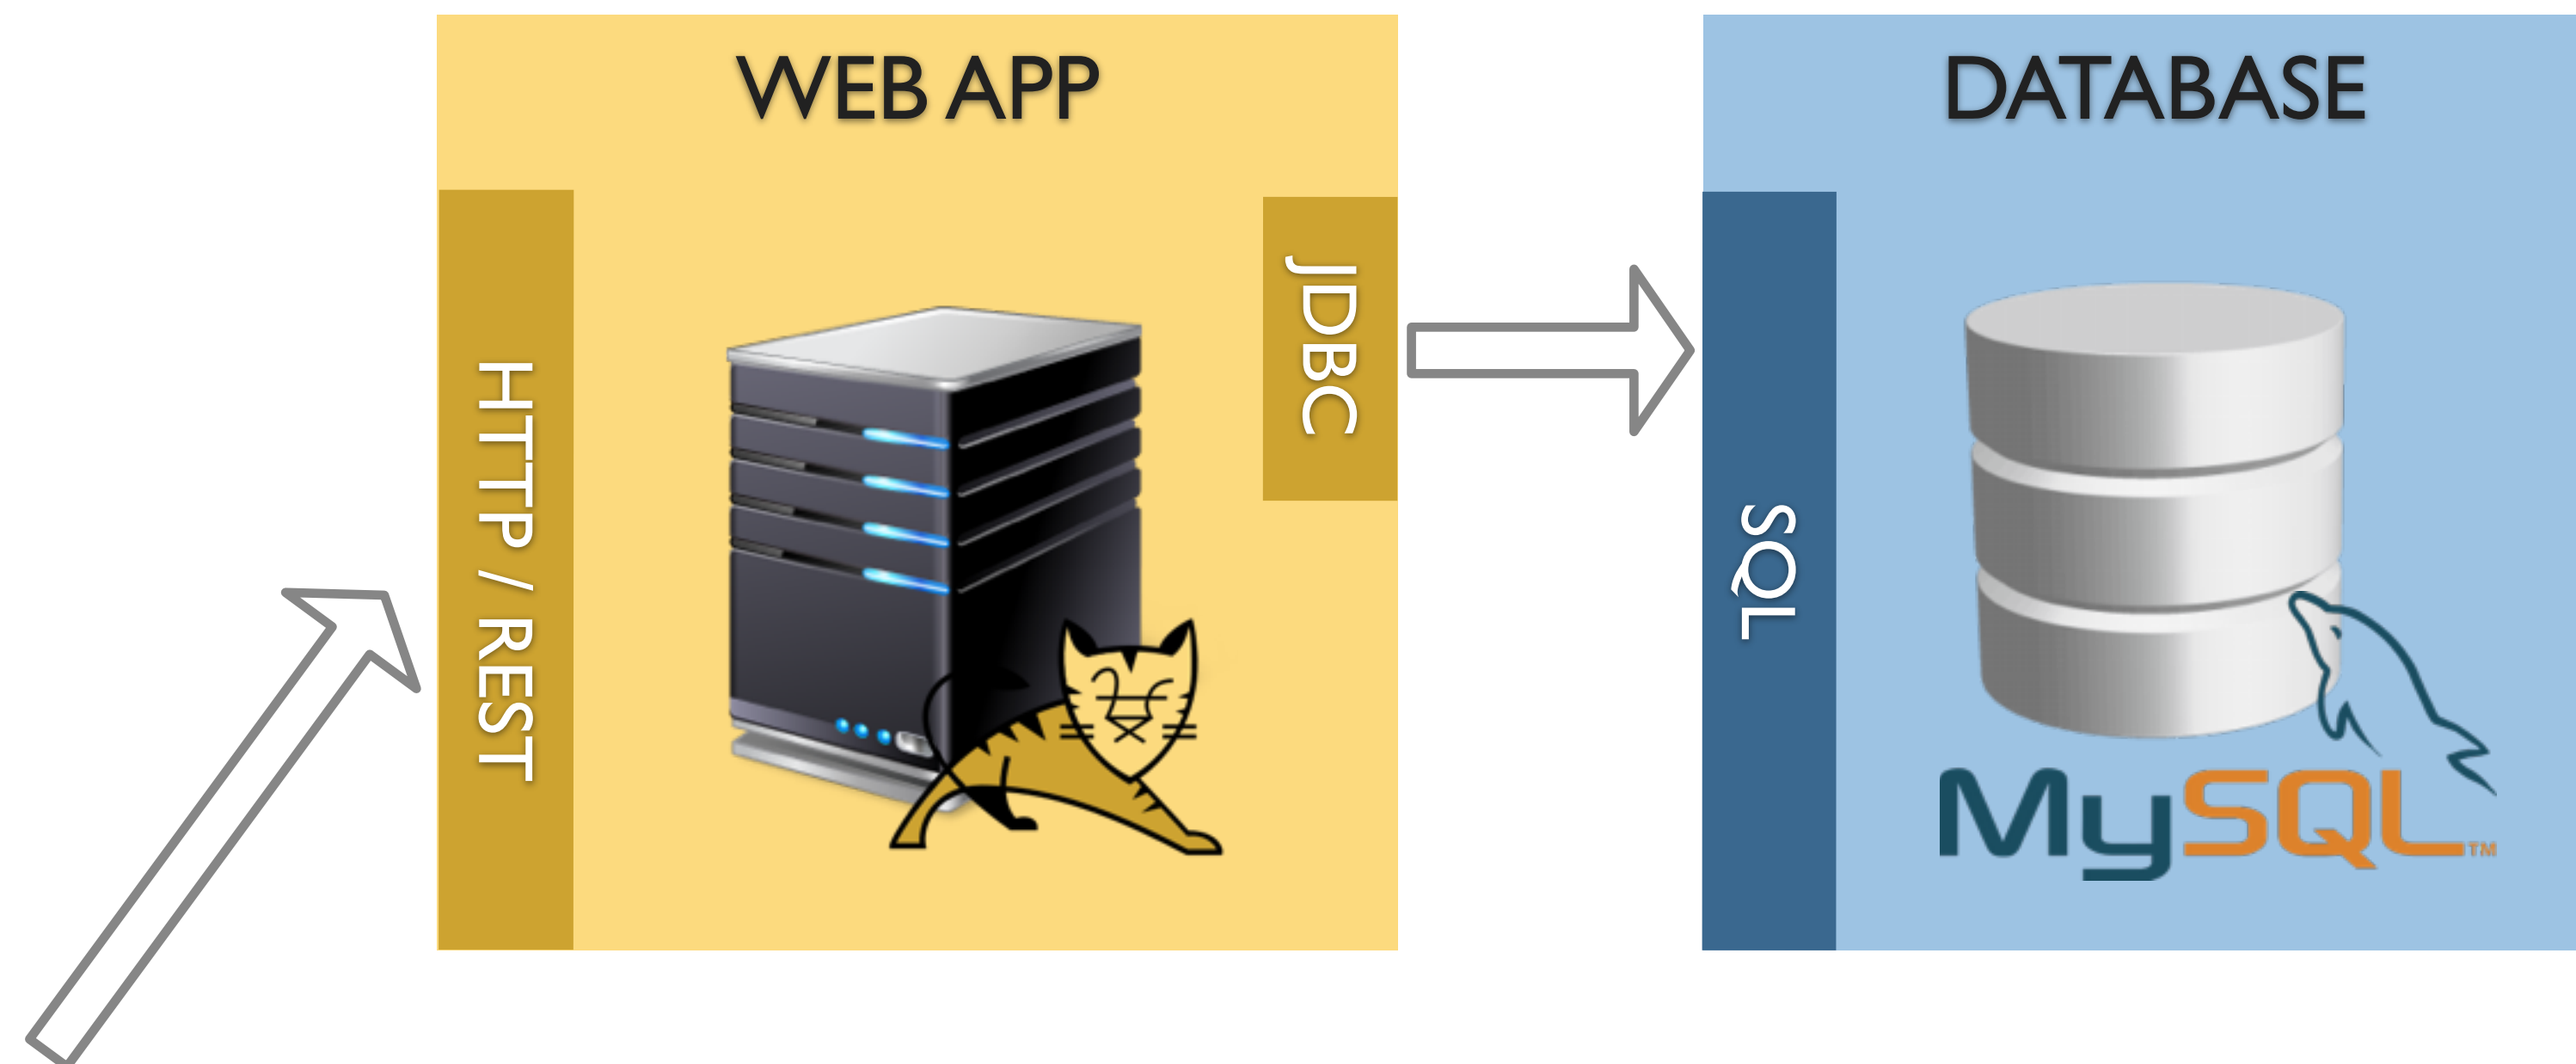 WEB APP
HTTP / REST
JDBC
DATABASE
SQL
MySQL™